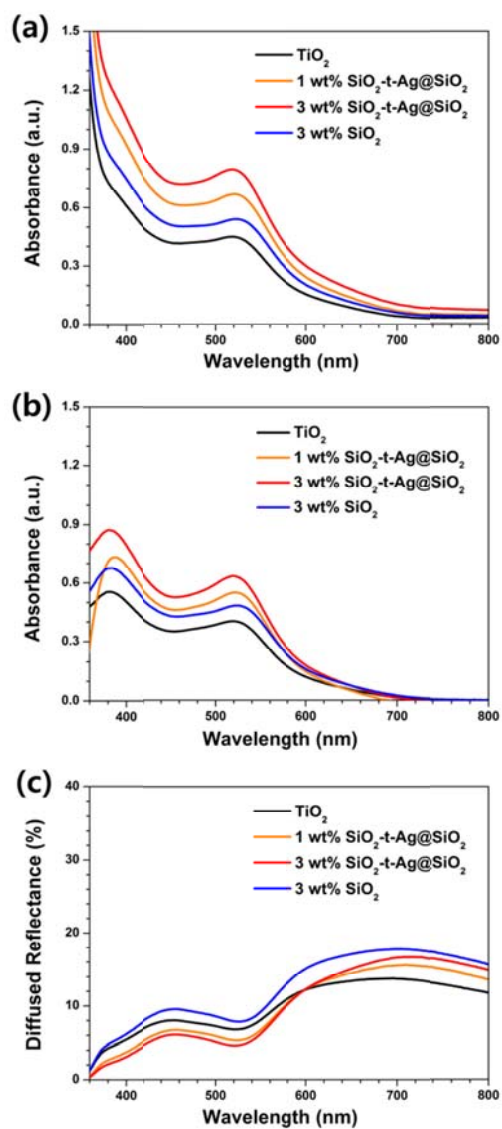 (a)
1.5
1.2
0.9
0.6
0.3
0.0
Absorbance (a.u.)
TiO₂
1 wt% SiO₂-t-Ag@SiO₂
3 wt% SiO₂-t-Ag@SiO₂
3 wt% SiO₂
400 500 600 700 800
Wavelength (nm)
(b)
1.5
1.2
0.9
0.6
0.3
0.0
Absorbance (a.u.)
TiO₂
1 wt% SiO₂-t-Ag@SiO₂
3 wt% SiO₂-t-Ag@SiO₂
3 wt% SiO₂
400 500 600 700 800
Wavelength (nm)
(c)
40
30
20
10
0
Diffused Reflectance (%)
TiO₂
1 wt% SiO₂-t-Ag@SiO₂
3 wt% SiO₂-t-Ag@SiO₂
3 wt% SiO₂
400 500 600 700 800
Wavelength (nm)